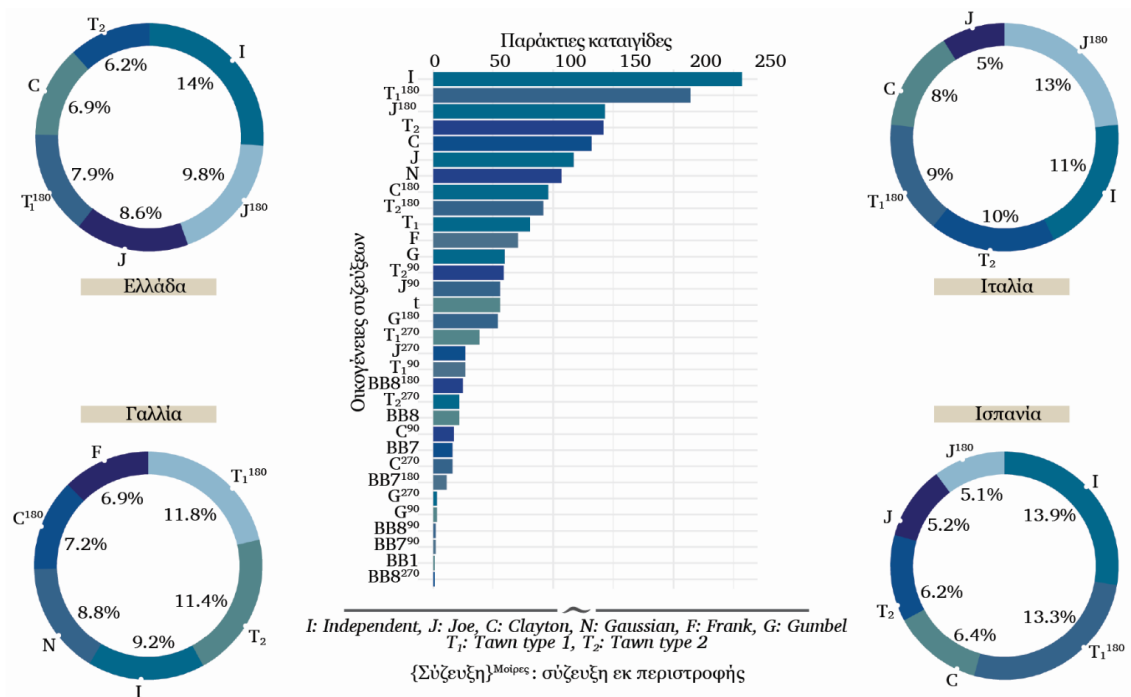 T₂
6.2%
I
14%
C
6.9%
7.9%
9.8%
T₁¹⁸⁰
J¹⁸⁰
8.6%
J
Ελλάδα
Παράκτιες καταιγίδες
0 50 100 150 200 250
Οικογένειες συζεύξεων
I
T₁¹⁸⁰
J¹⁸⁰
T₂
C
J
N
C¹⁸⁰
T₂¹⁸⁰
T₁
F
G
T₂⁹⁰
J⁹⁰
t
G¹⁸⁰
T₁²⁷⁰
J²⁷⁰
T₁⁹⁰
BB8¹⁸⁰
T₂²⁷⁰
BB8
C⁹⁰
BB7
C²⁷⁰
BB7¹⁸⁰
G²⁷⁰
G⁹⁰
BB8⁹⁰
BB7⁹⁰
BB1
BB8²⁷⁰
J
J¹⁸⁰
5%
13%
C
8%
9%
11%
T₁¹⁸⁰
I
10%
T₂
Ιταλία
Γαλλία
F
T₁¹⁸⁰
6.9%
11.8%
C¹⁸⁰
7.2%
8.8%
11.4%
N
T₂
9.2%
I
Ισπανία
J¹⁸⁰
I
5.1%
13.9%
J
5.2%
6.2%
13.3%
T₂
6.4%
T₁¹⁸⁰
C
I: Independent, J: Joe, C: Clayton, N: Gaussian, F: Frank, G: Gumbel
T₁: Tawn type 1, T₂: Tawn type 2
{Σύζευξη}ᴹᵒⁱρᵉˢ : σύζευξη εκ περιστροφής